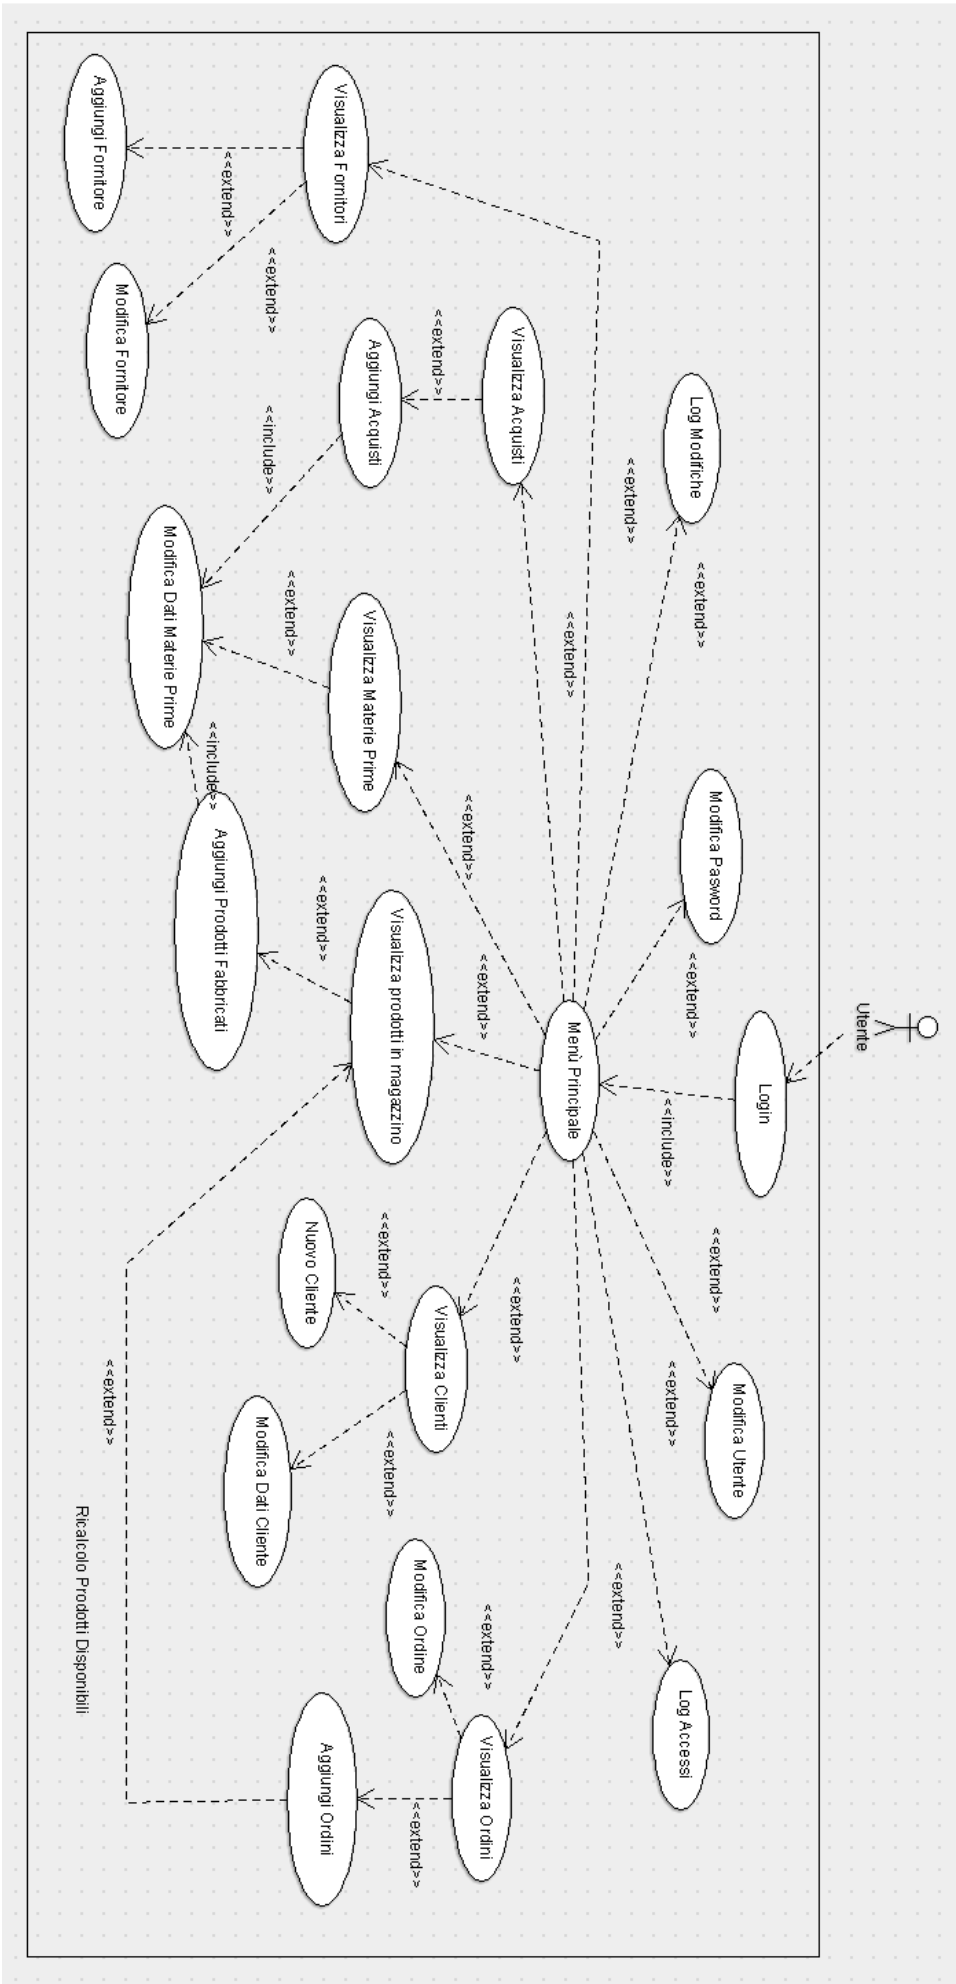 Utente
Login
<<include>>
Menù Principale
Log Modifiche
<<extend>>
Modifica Pasword
<<extend>>
Modifica Utente
<<extend>>
Log Accessi
<<extend>>
Visualizza Fornitori
<<extend>>
Aggiungi Fornitore
<<extend>>
Modifica Fornitore
<<extend>>
Visualizza Acquisti
<<extend>>
Aggiungi Acquisti
<<extend>>
<<include>>
Modifica Dati Materie Prime
Visualizza Materie Prime
<<extend>>
<<extend>>
Visualizza prodotti in magazzino
<<extend>>
Aggiungi Prodotti Fabbricati
<<extend>>
<<include>>
Visualizza Clienti
<<extend>>
Nuovo Cliente
<<extend>>
Modifica Dati Cliente
<<extend>>
Visualizza Ordini
<<extend>>
Modifica Ordine
<<extend>>
Aggiungi Ordini
<<extend>>
Ricalcolo Prodotti Disponibili